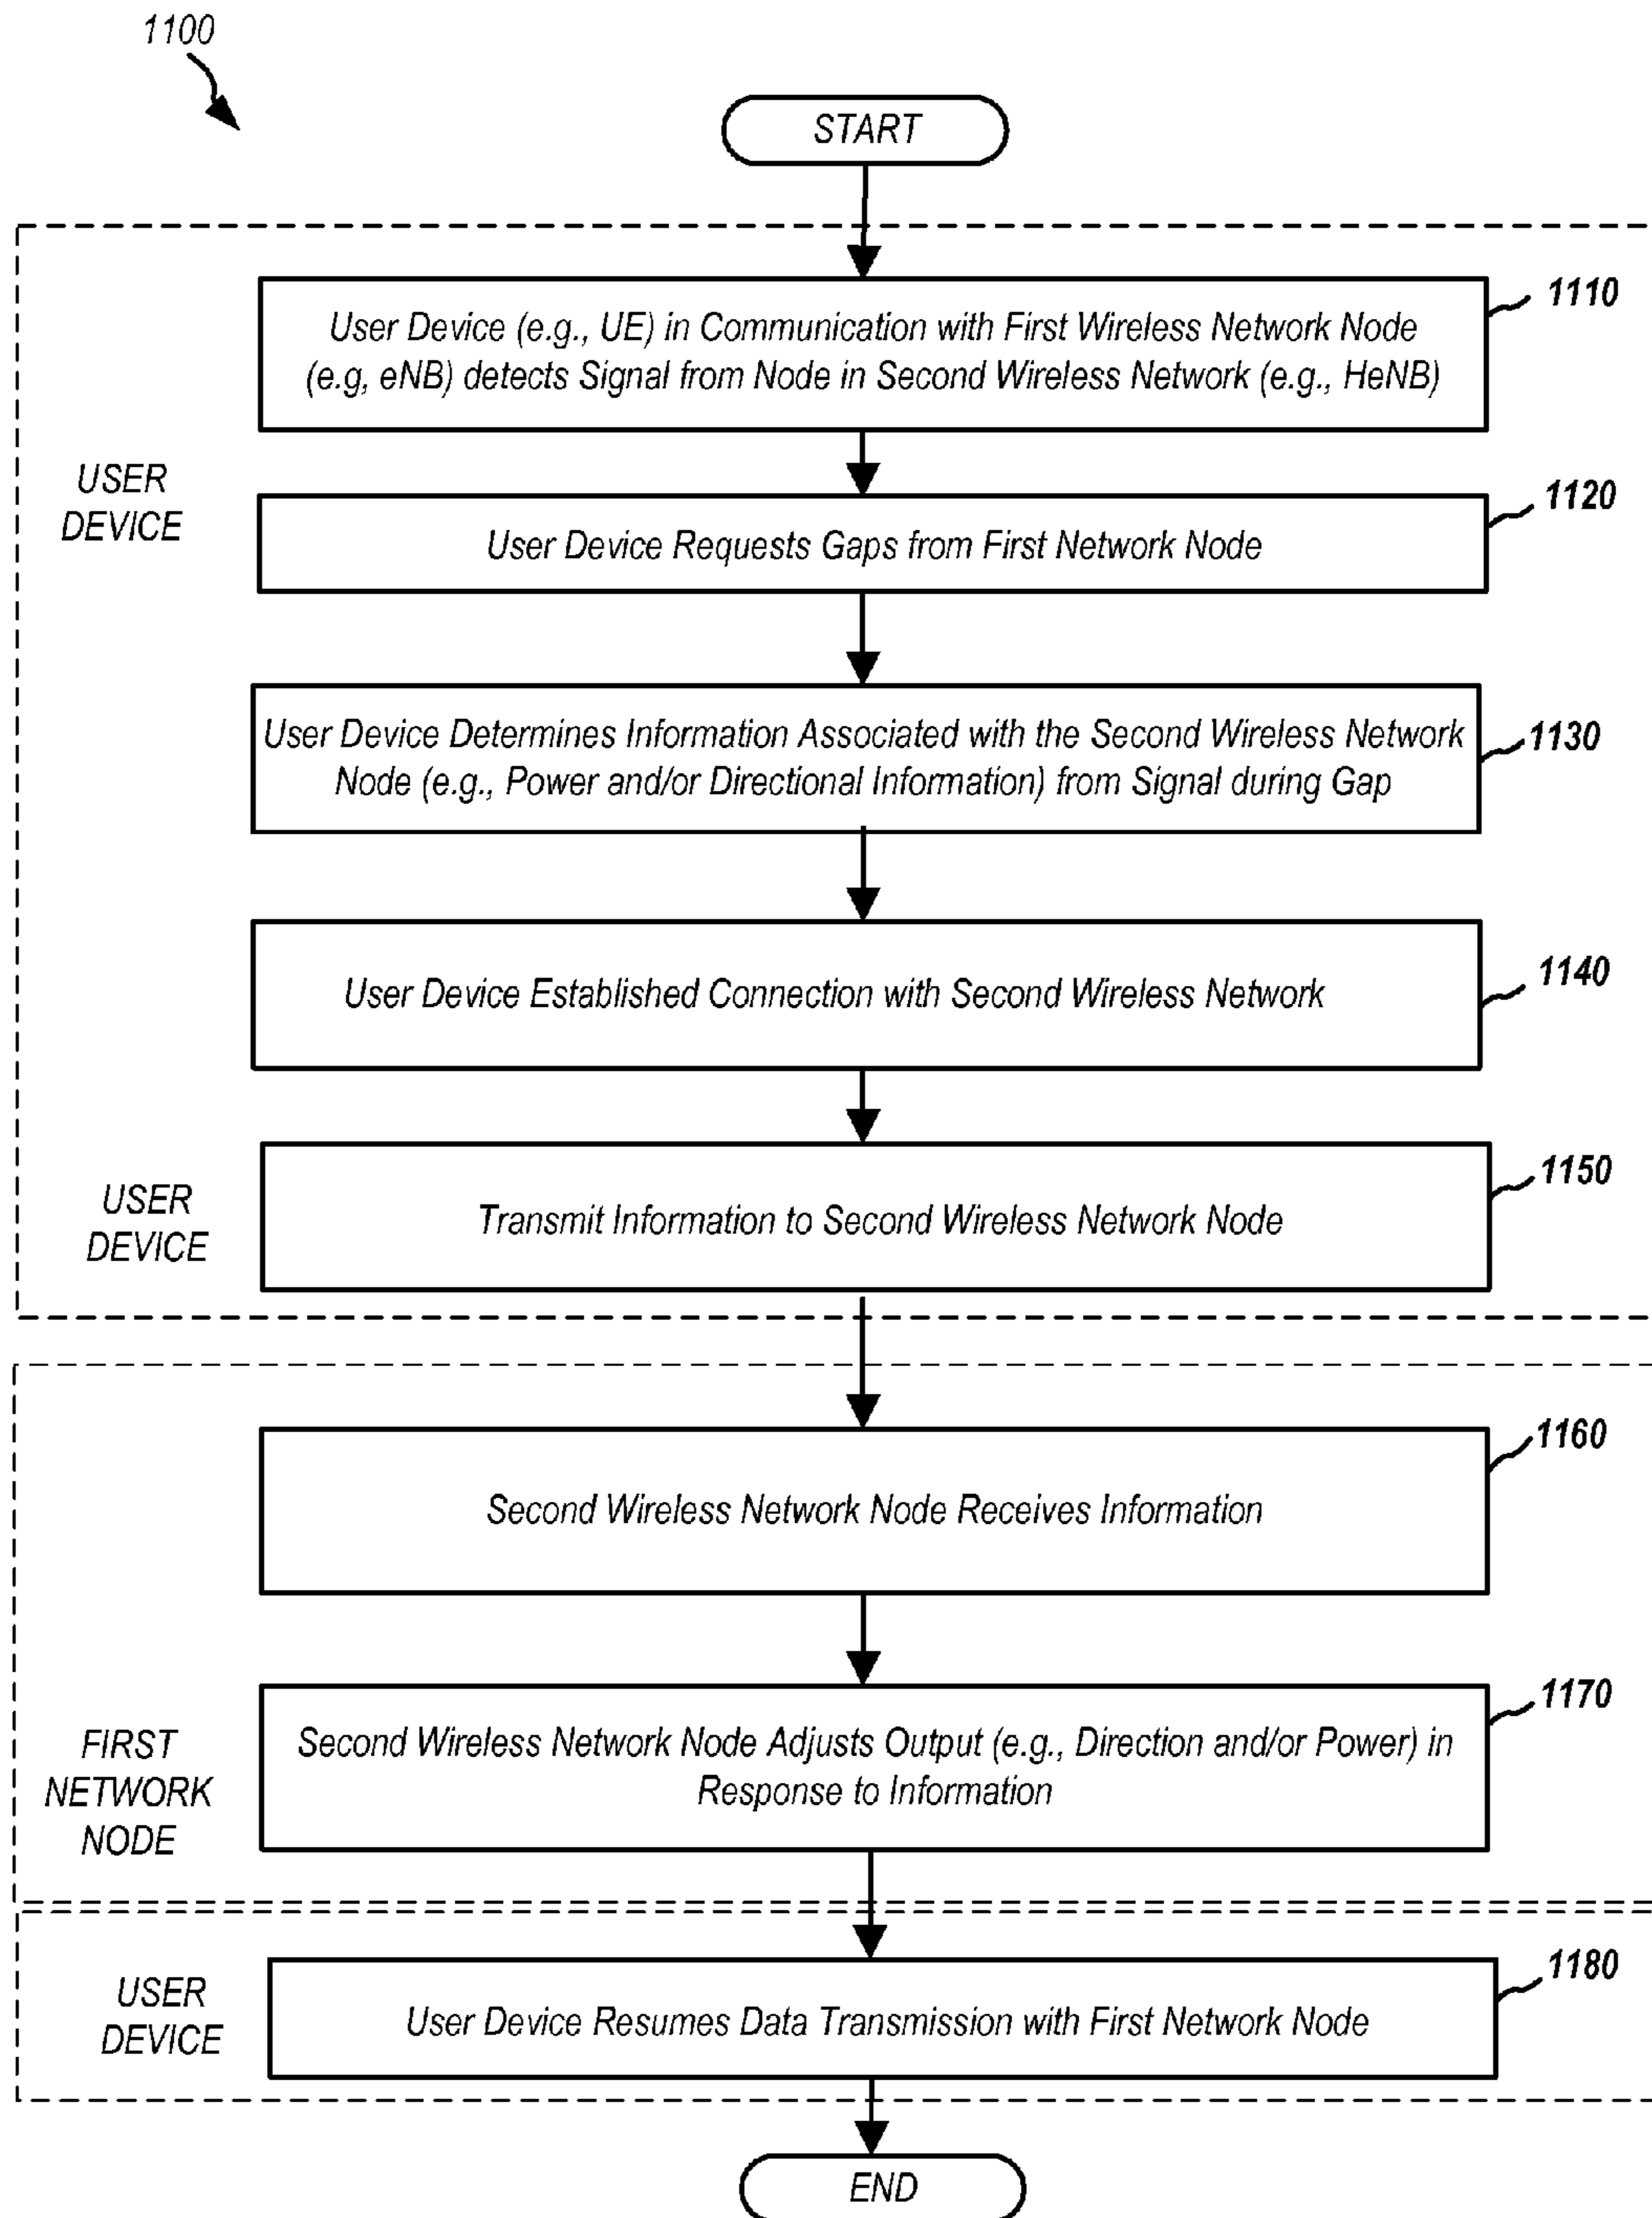 1100
START
1110
User Device (e.g., UE) in Communication with First Wireless Network Node
(e.g, eNB) detects Signal from Node in Second Wireless Network (e.g., HeNB)
USER
DEVICE
1120
User Device Requests Gaps from First Network Node
1130
User Device Determines Information Associated with the Second Wireless Network
Node (e.g., Power and/or Directional Information) from Signal during Gap
1140
User Device Established Connection with Second Wireless Network
1150
USER
DEVICE
Transmit Information to Second Wireless Network Node
1160
Second Wireless Network Node Receives Information
1170
FIRST
NETWORK
NODE
Second Wireless Network Node Adjusts Output (e.g., Direction and/or Power) in
Response to Information
1180
USER
DEVICE
User Device Resumes Data Transmission with First Network Node
END